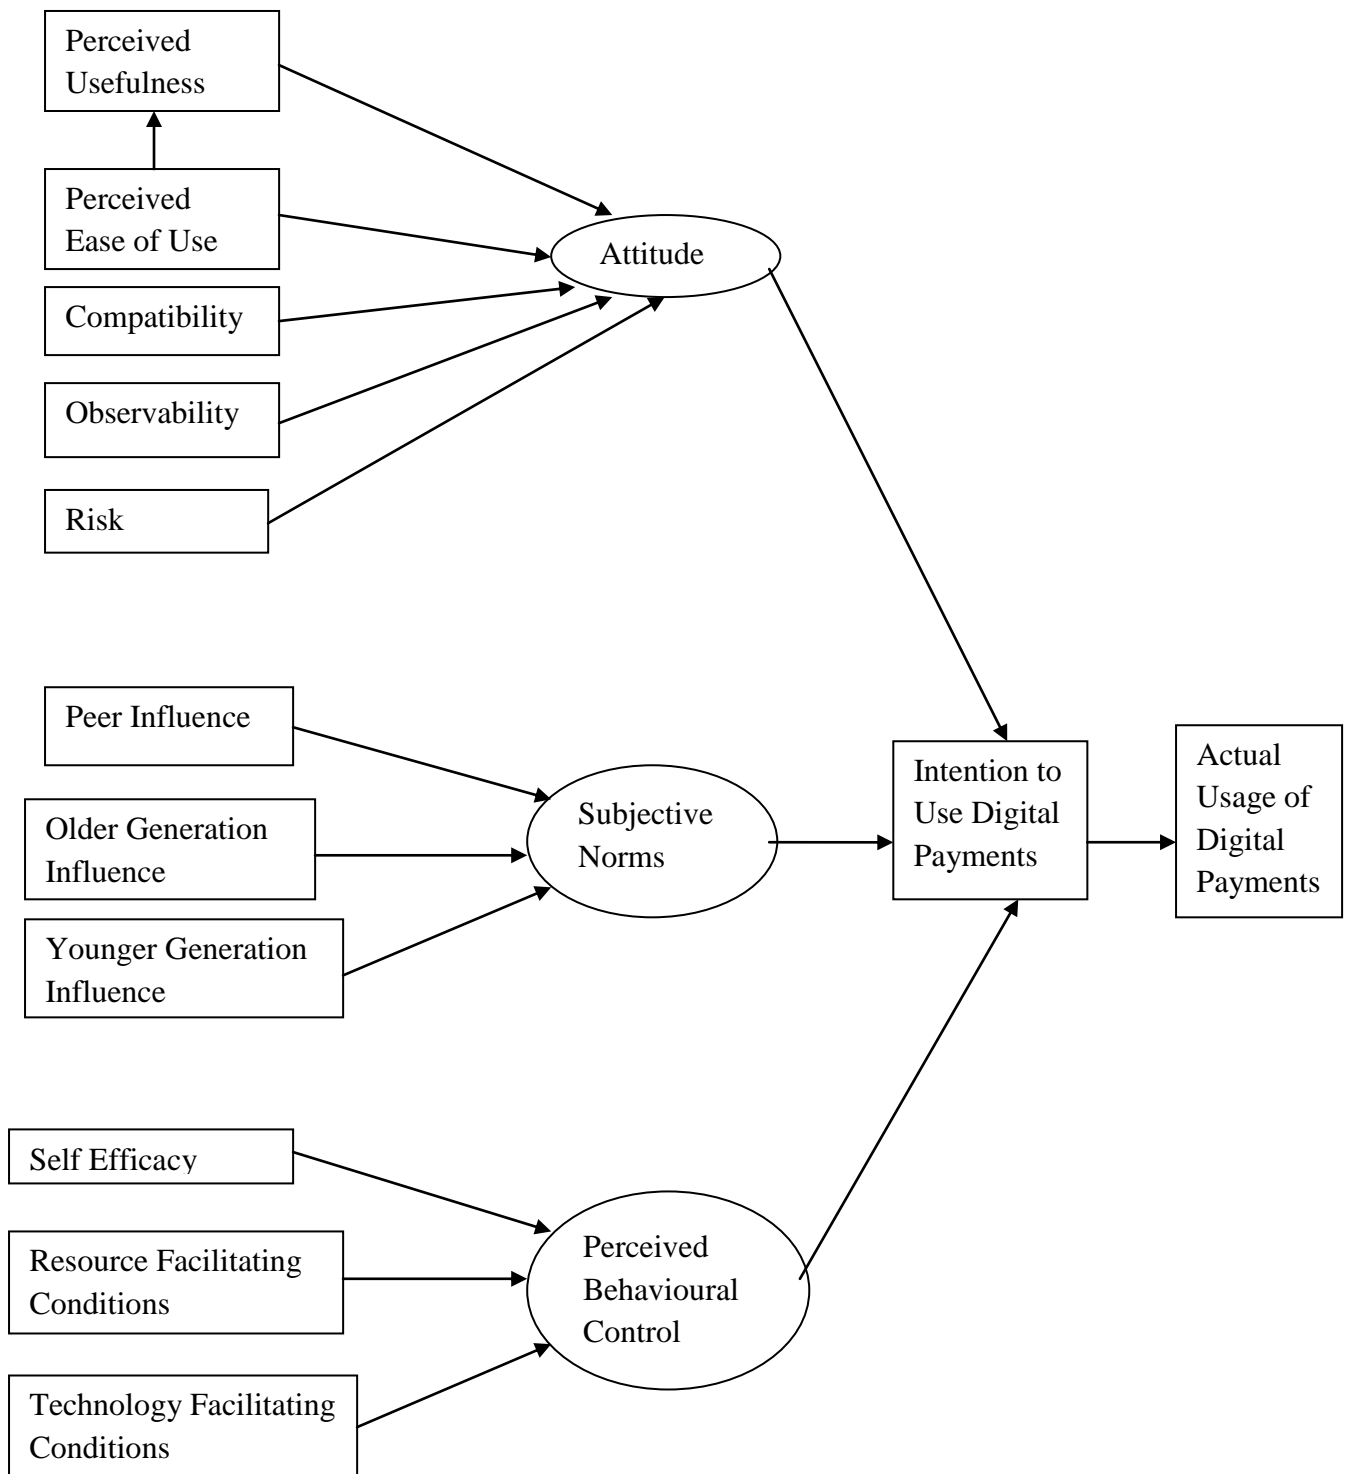 Perceived
Usefulness
Perceived
Ease of Use
Attitude
Compatibility
Observability
Risk
Peer Influence
Older Generation
Influence
Younger Generation
Influence
Subjective
Norms
Intention to
Use Digital
Payments
Actual
Usage of
Digital
Payments
Self Efficacy
Resource Facilitating
Conditions
Technology Facilitating
Conditions
Perceived
Behavioural
Control